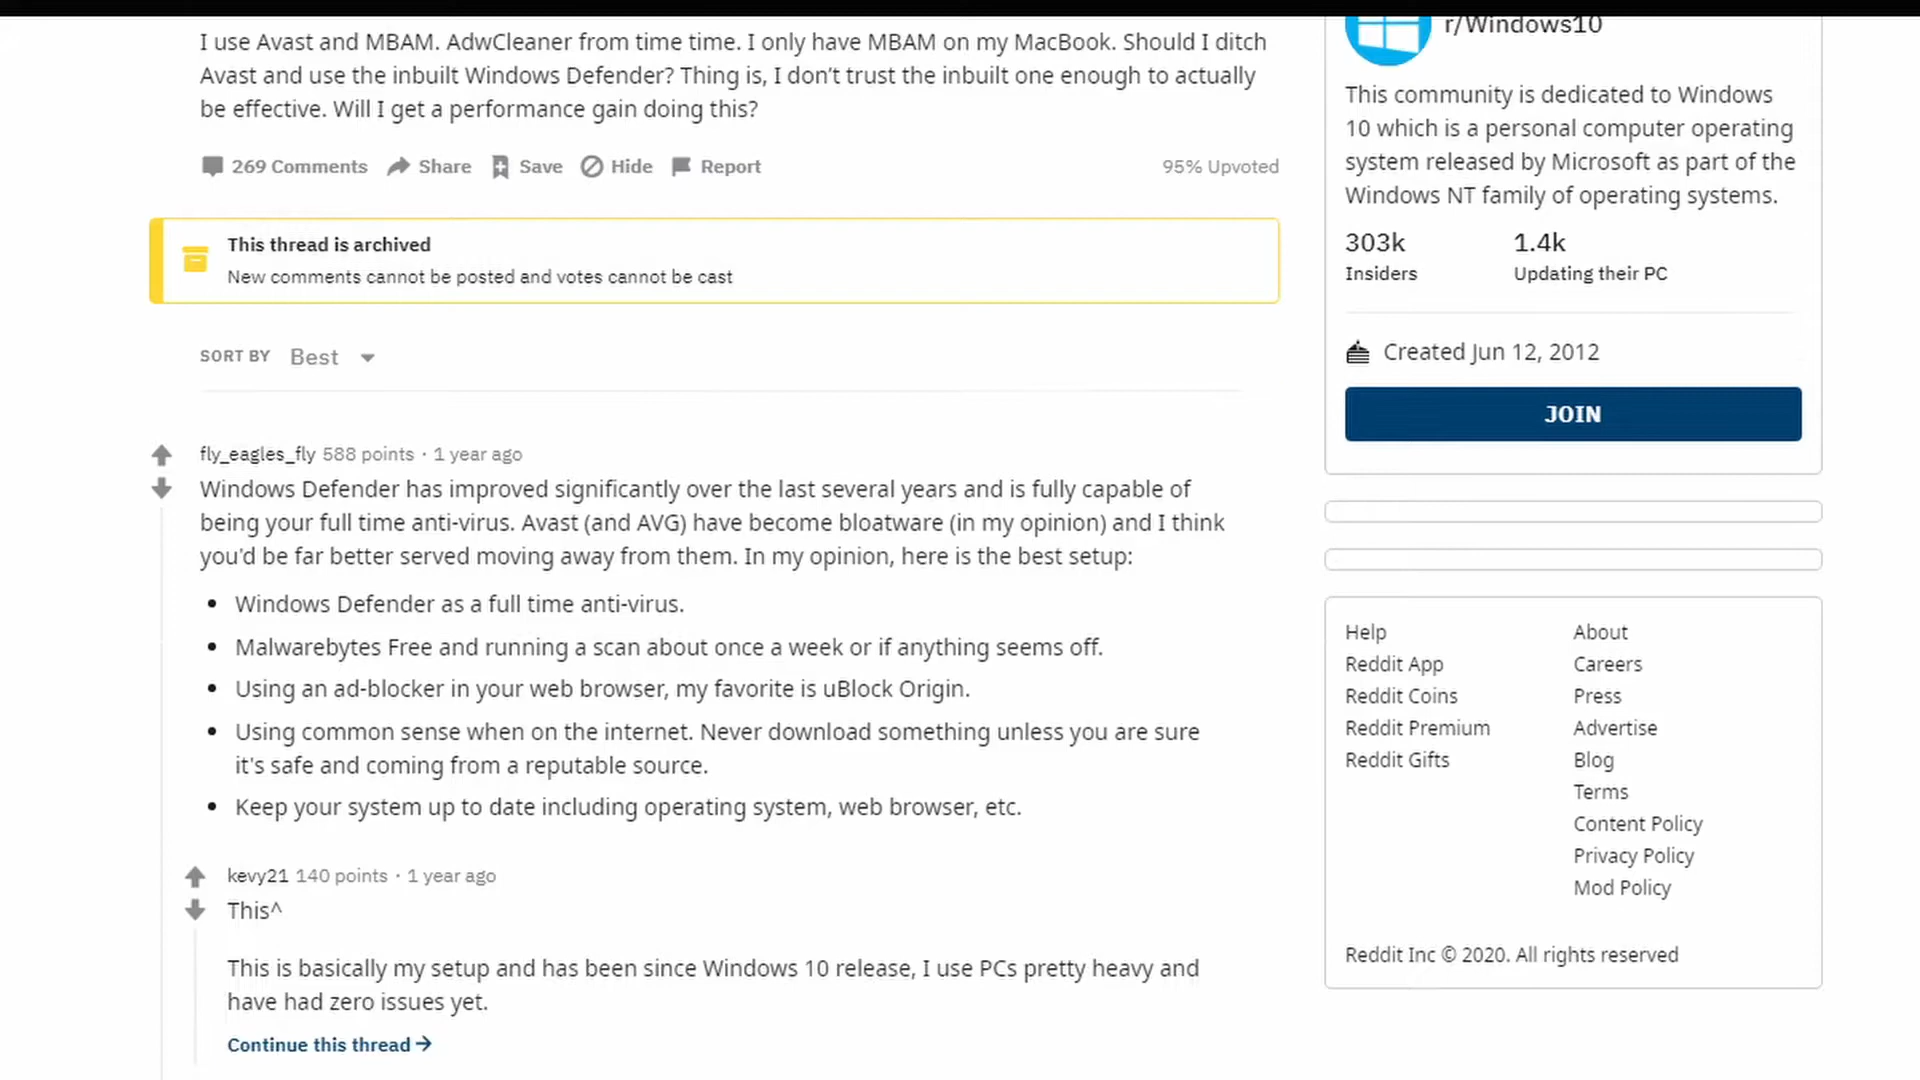 I use Avast and MBAM. AdwCleaner from time time. I only have MBAM on my MacBook. Should I ditch
Avast and use the inbuilt Windows Defender? Thing is, I don’t trust the inbuilt one enough to actually
be effective. Will I get a performance gain doing this?
269 Comments Share Save Hide Report 95% Upvoted
This thread is archived
New comments cannot be posted and votes cannot be cast
SORT BY Best
fly_eagles_fly 588 points · 1 year ago
Windows Defender has improved significantly over the last several years and is fully capable of
being your full time anti-virus. Avast (and AVG) have become bloatware (in my opinion) and I think
you'd be far better served moving away from them. In my opinion, here is the best setup:
• Windows Defender as a full time anti-virus.
• Malwarebytes Free and running a scan about once a week or if anything seems off.
• Using an ad-blocker in your web browser, my favorite is uBlock Origin.
• Using common sense when on the internet. Never download something unless you are sure
it's safe and coming from a reputable source.
• Keep your system up to date including operating system, web browser, etc.
kevy21 140 points · 1 year ago
This^
This is basically my setup and has been since Windows 10 release, I use PCs pretty heavy and
have had zero issues yet.
Continue this thread →
r/Windows10
This community is dedicated to Windows
10 which is a personal computer operating
system released by Microsoft as part of the
Windows NT family of operating systems.
303k 1.4k
Insiders Updating their PC
Created Jun 12, 2012
JOIN
Help About
Reddit App Careers
Reddit Coins Press
Reddit Premium Advertise
Reddit Gifts Blog
Terms
Content Policy
Privacy Policy
Mod Policy
Reddit Inc © 2020. All rights reserved